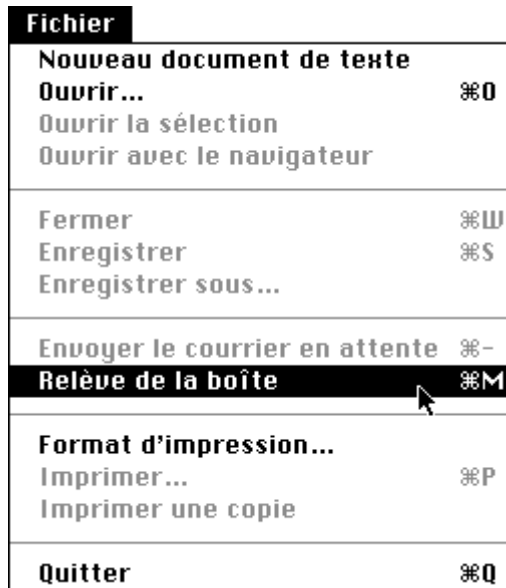 Fichier
Nouveau document de texte
Ouvrir... ⌘O
Ouvrir la sélection
Ouvrir avec le navigateur
Fermer ⌘W
Enregistrer ⌘S
Enregistrer sous...
Envoyer le courrier en attente ⌘-
Relève de la boîte ⌘M
Format d'impression...
Imprimer... ⌘P
Imprimer une copie
Quitter ⌘Q